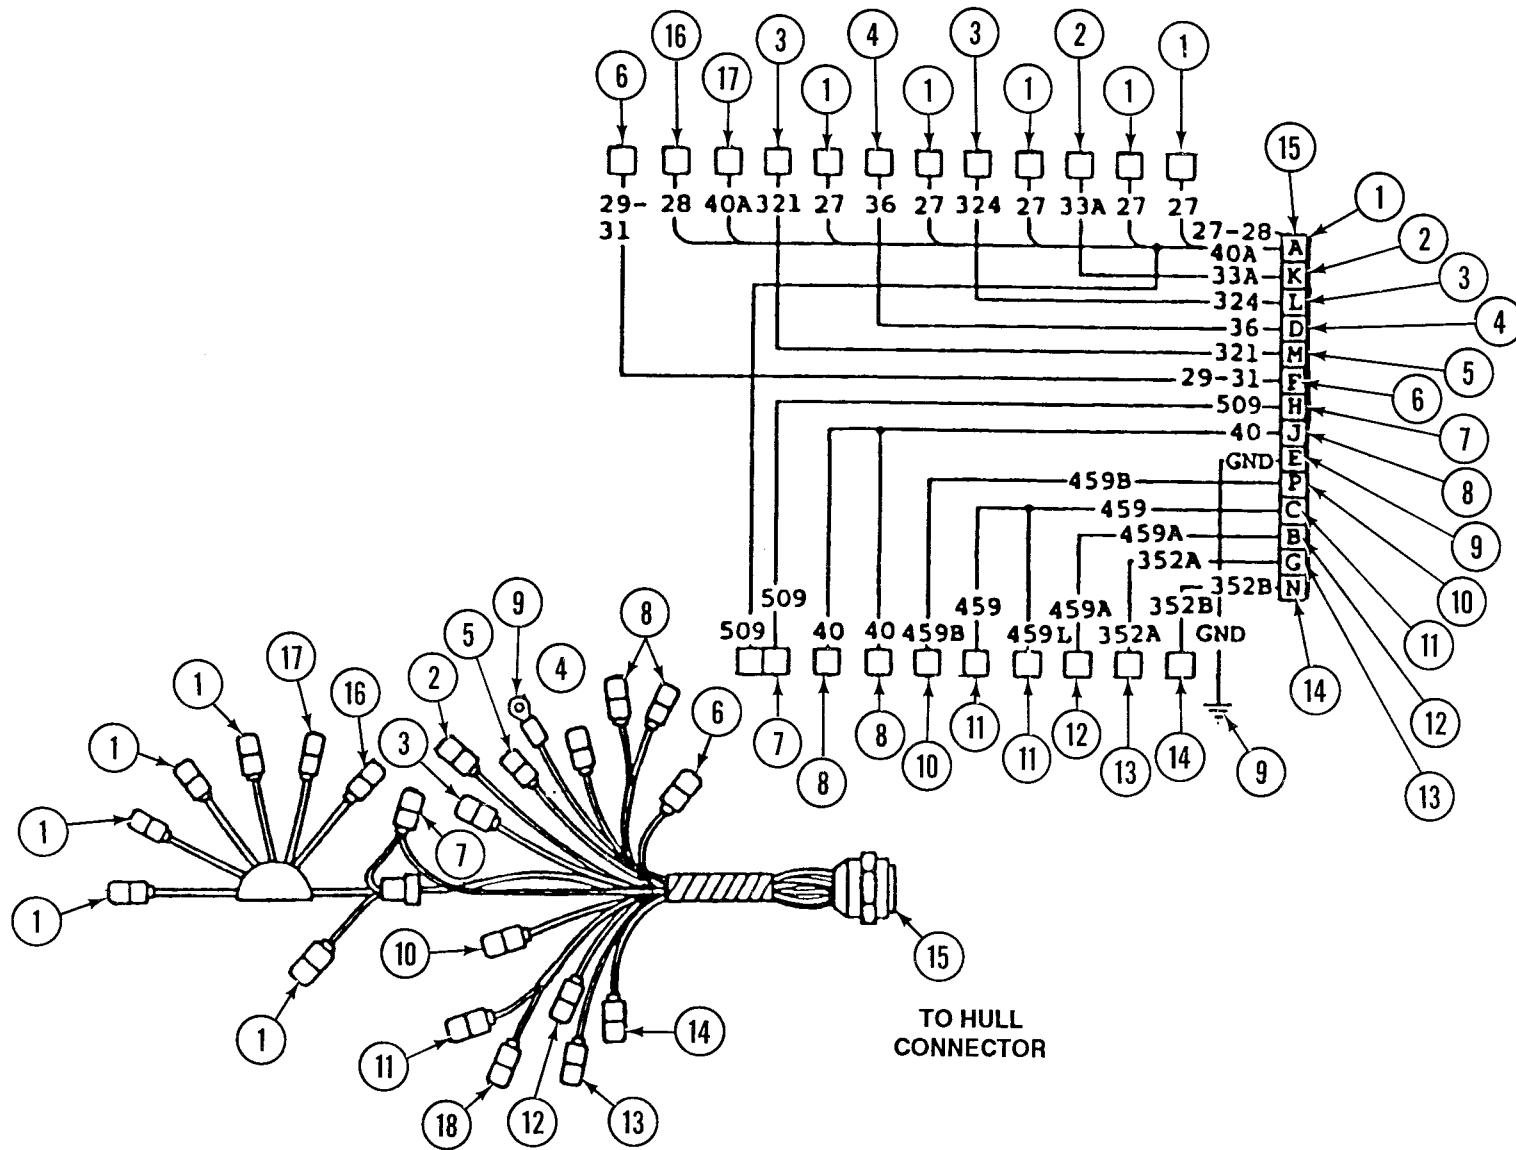 16 3 4 3 2 1
6 17 1 1 1 1
15
29- 28 40A 321 27 36 27 324 27 33A 27 27
31
27-28 A 1
40A
33A K 2
324 L 3
36 D 4
321 M 5
29-31 F 6
509 H 7
40 J 8
GND E 9
459B P 10
459 C 11
459A B 12
352A G 13
352B N 14
509 459 459A 352B
509 40 40 459B 459L 352A GND
7 8 8 10 11 11 12 13 14 9
9 8
5 4
17 2 6
1 16
1 3
1 7
1
10 15
1
11 14
18 12 13
TO HULL
CONNECTOR